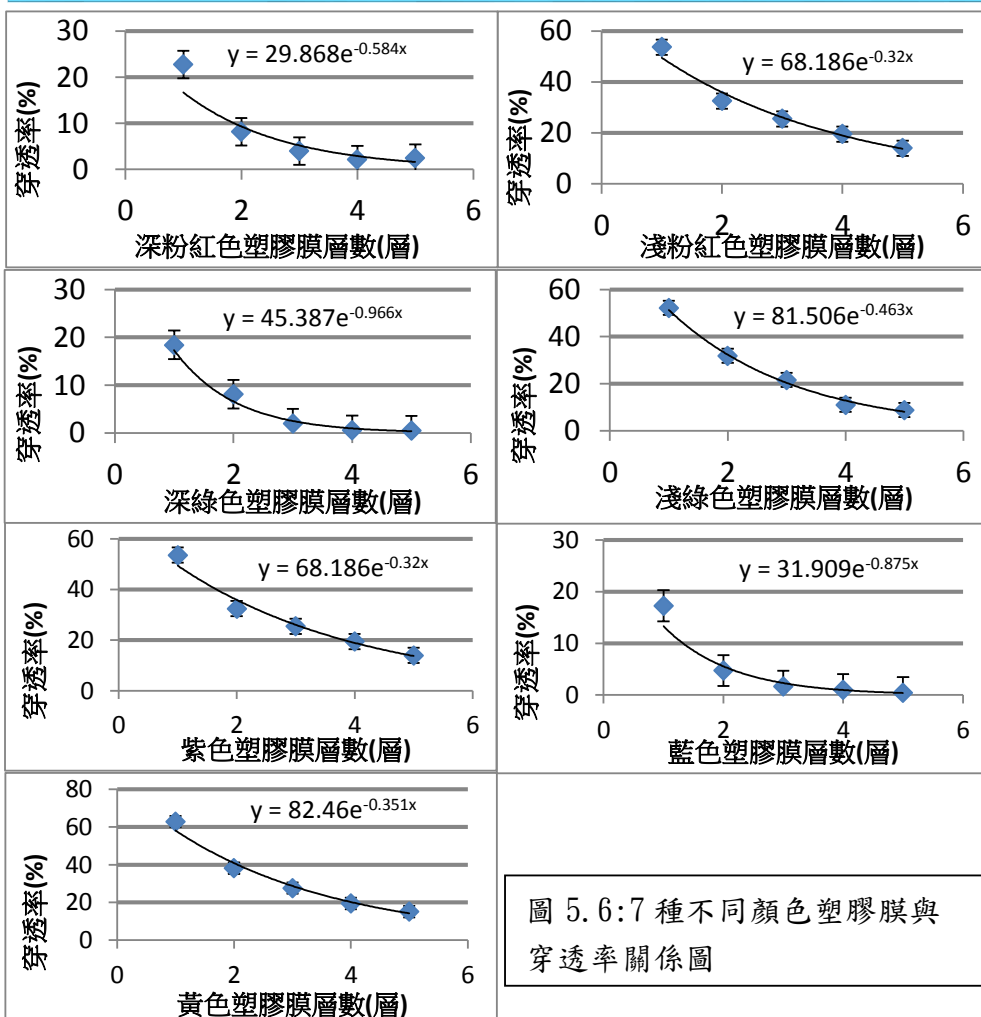 30
20
10
0
0
2
4
6
穿透率(%)
y = 29.868e-0.584x
深粉紅色塑膠膜層數(層)
60
40
20
0
0
2
4
6
穿透率(%)
y = 68.186e-0.32x
淺粉紅色塑膠膜層數(層)
30
20
10
0
0
2
4
6
穿透率(%)
y = 45.387e-0.966x
深綠色塑膠膜層數(層)
60
40
20
0
0
2
4
6
穿透率(%)
y = 81.506e-0.463x
淺綠色塑膠膜層數(層)
60
40
20
0
0
2
4
6
穿透率(%)
y = 68.186e-0.32x
紫色塑膠膜層數(層)
30
20
10
0
0
2
4
6
穿透率(%)
y = 31.909e-0.875x
藍色塑膠膜層數(層)
80
60
40
20
0
0
2
4
6
穿透率(%)
y = 82.46e-0.351x
黃色塑膠膜層數(層)
圖 5.6:7 種不同顏色塑膠膜與
穿透率關係圖